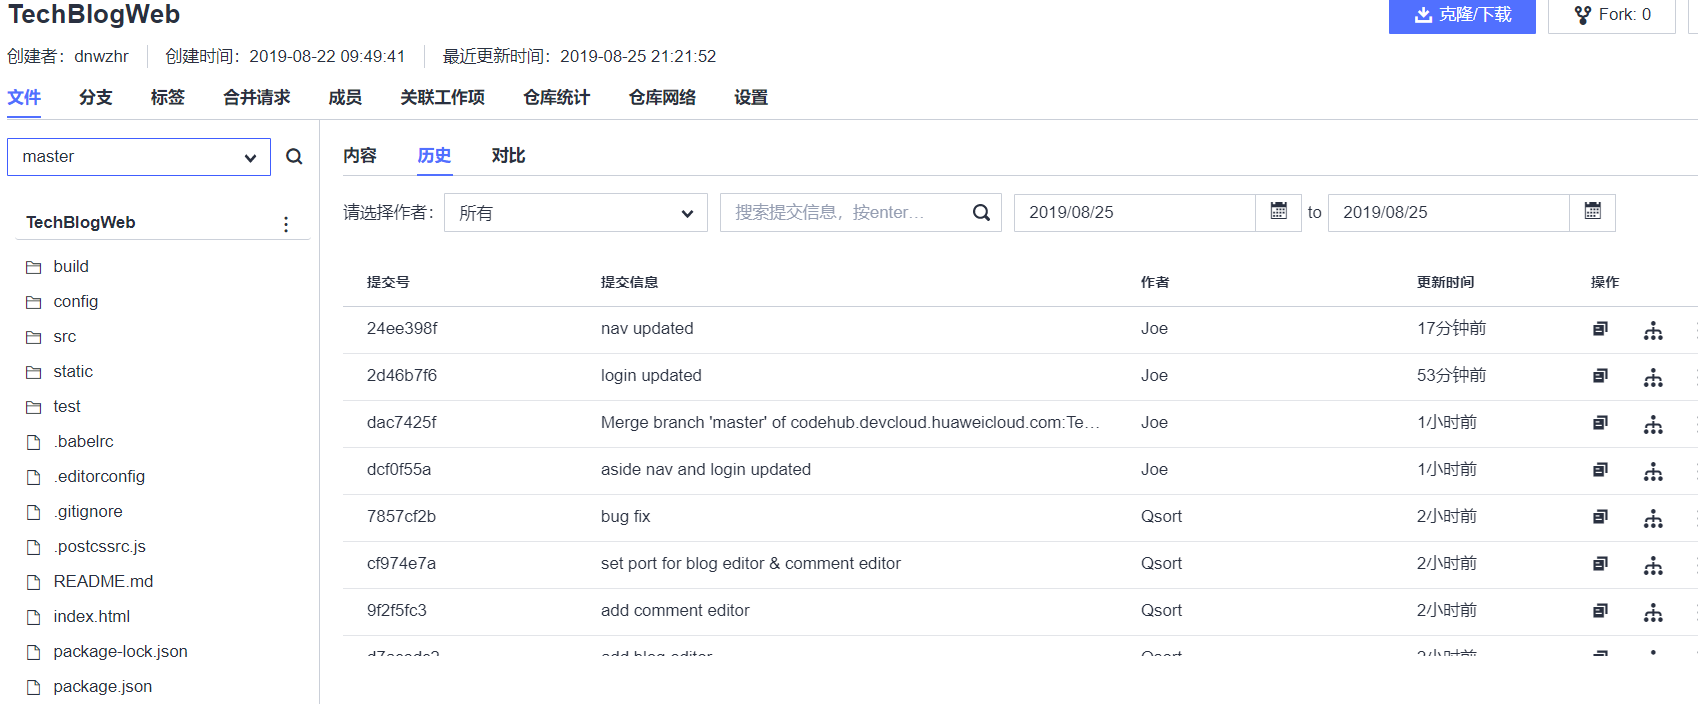 TechBlogWeb
克隆/下载
Fork: 0
创建者：dnwzhr
创建时间：2019-08-22 09:49:41
最近更新时间：2019-08-25 21:21:52
文件 分支 标签 合并请求 成员 关联工作项 仓库统计 仓库网络 设置
master
TechBlogWeb
build
config
src
static
test
.babelrc
.editorconfig
.gitignore
.postcssrc.js
README.md
index.html
package-lock.json
package.json
内容 历史 对比
请选择作者： 所有 搜索提交信息，按enter... 2019/08/25 to 2019/08/25
提交号 提交信息 作者 更新时间 操作
24ee398f nav updated Joe 17分钟前
2d46b7f6 login updated Joe 53分钟前
dac7425f Merge branch 'master' of codehub.devcloud.huaweicloud.com:Te... Joe 1小时前
dcf0f55a aside nav and login updated Joe 1小时前
7857cf2b bug fix Qsort 2小时前
cf974e7a set port for blog editor & comment editor Qsort 2小时前
9f2f5fc3 add comment editor Qsort 2小时前
add blog editor Qsort 2小时前